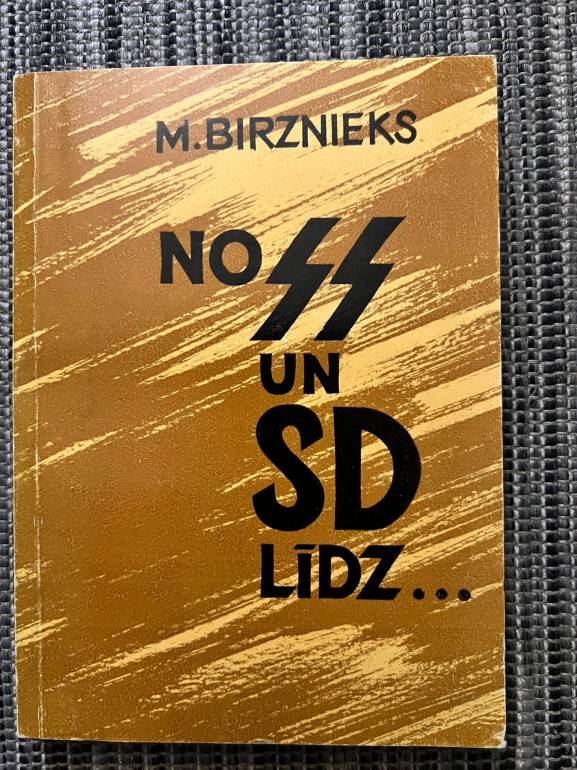 M. BIRZNIEKS
NO SS
UN
SD
LĪDZ...